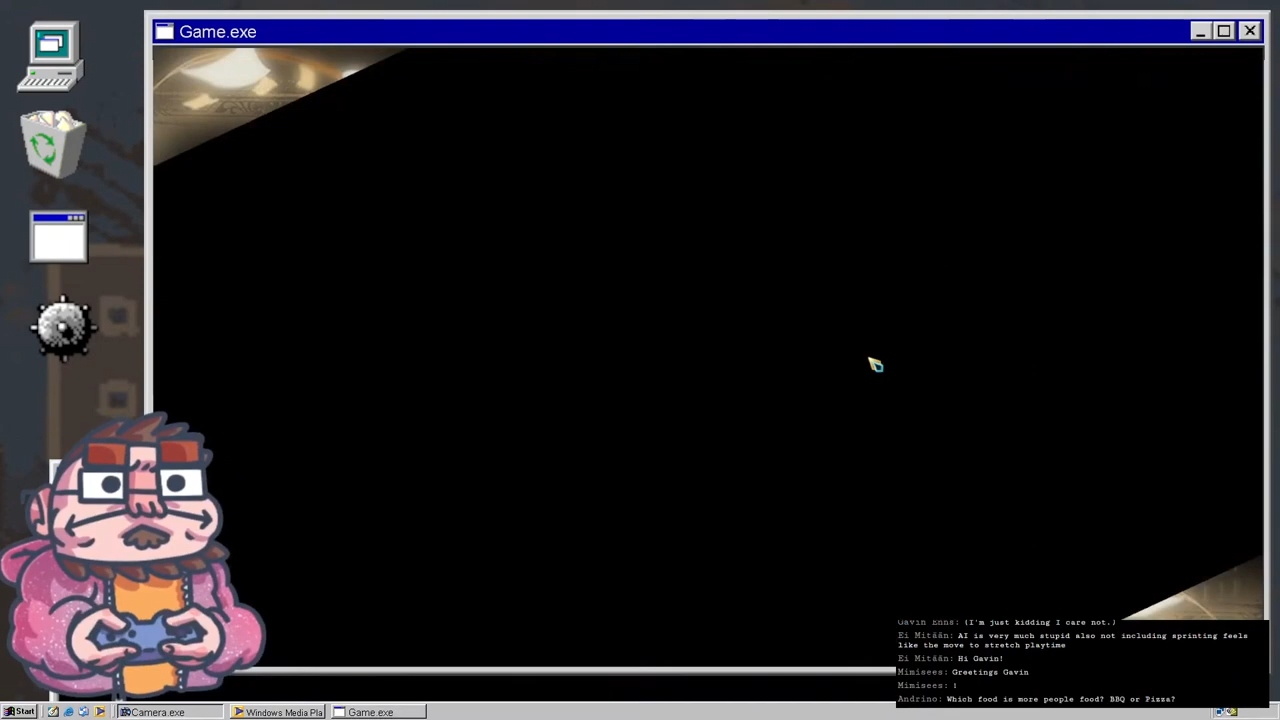 Game.exe
Gavin Enns: (I'm just kidding I care not.)
Ei Mitään: AI is very much stupid also not including sprinting feels
like the move to stretch playtime
Ei Mitään: Hi Gavin!
Mimisees: Greetings Gavin
Mimisees: !
Andrino: Which food is more people food? BBQ or Pizza?
Start
Camera.exe
Windows Media Pla
Game.exe